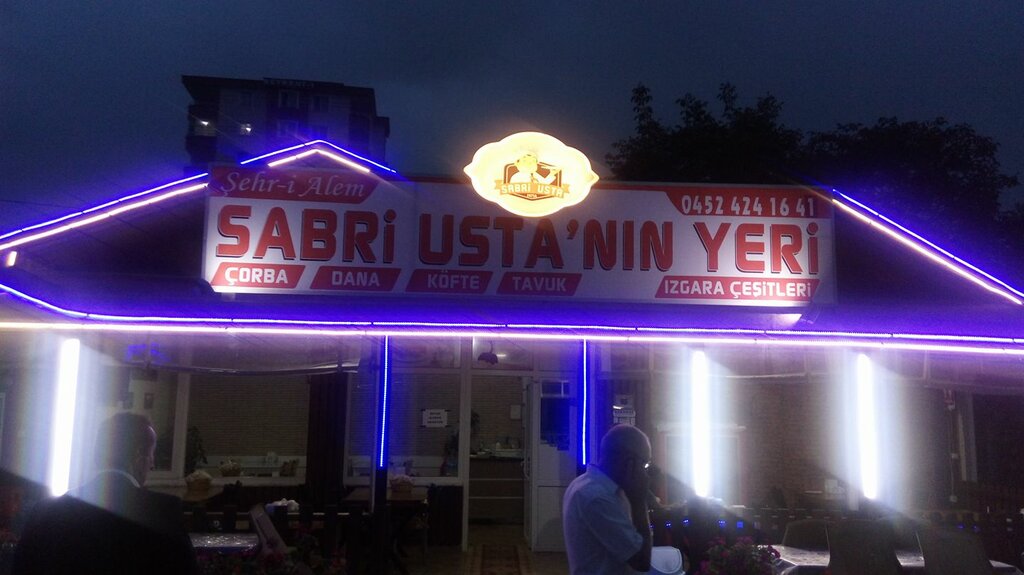 Şehr-i Alem
SABRİ USTA
0452 424 16 41
SABRİ USTA'NIN YERİ
ÇORBA DANA KÖFTE TAVUK IZGARA ÇEŞİTLERİ